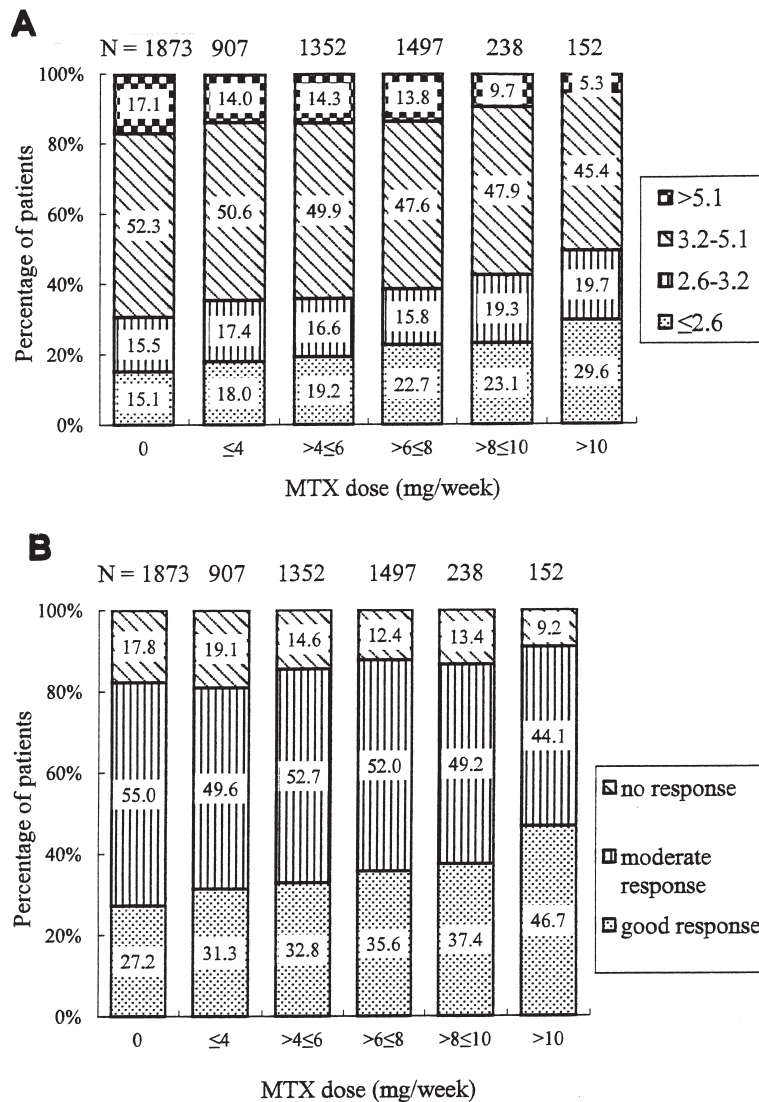 A
N = 1873 907 1352 1497 238 152
100%
80%
60%
40%
20%
0%
Percentage of patients
17.1 14.0 14.3 13.8 9.7 5.3
52.3 50.6 49.9 47.6 47.9 45.4
15.5 17.4 16.6 15.8 19.3 19.7
15.1 18.0 19.2 22.7 23.1 29.6
0 ≤4 >4≤6 >6≤8 >8≤10 >10
MTX dose (mg/week)
>5.1
3.2-5.1
2.6-3.2
≤2.6
B
N = 1873 907 1352 1497 238 152
100%
80%
60%
40%
20%
0%
Percentage of patients
17.8 19.1 14.6 12.4 13.4 9.2
55.0 49.6 52.7 52.0 49.2 44.1
27.2 31.3 32.8 35.6 37.4 46.7
0 ≤4 >4≤6 >6≤8 >8≤10 >10
MTX dose (mg/week)
no response
moderate
response
good response